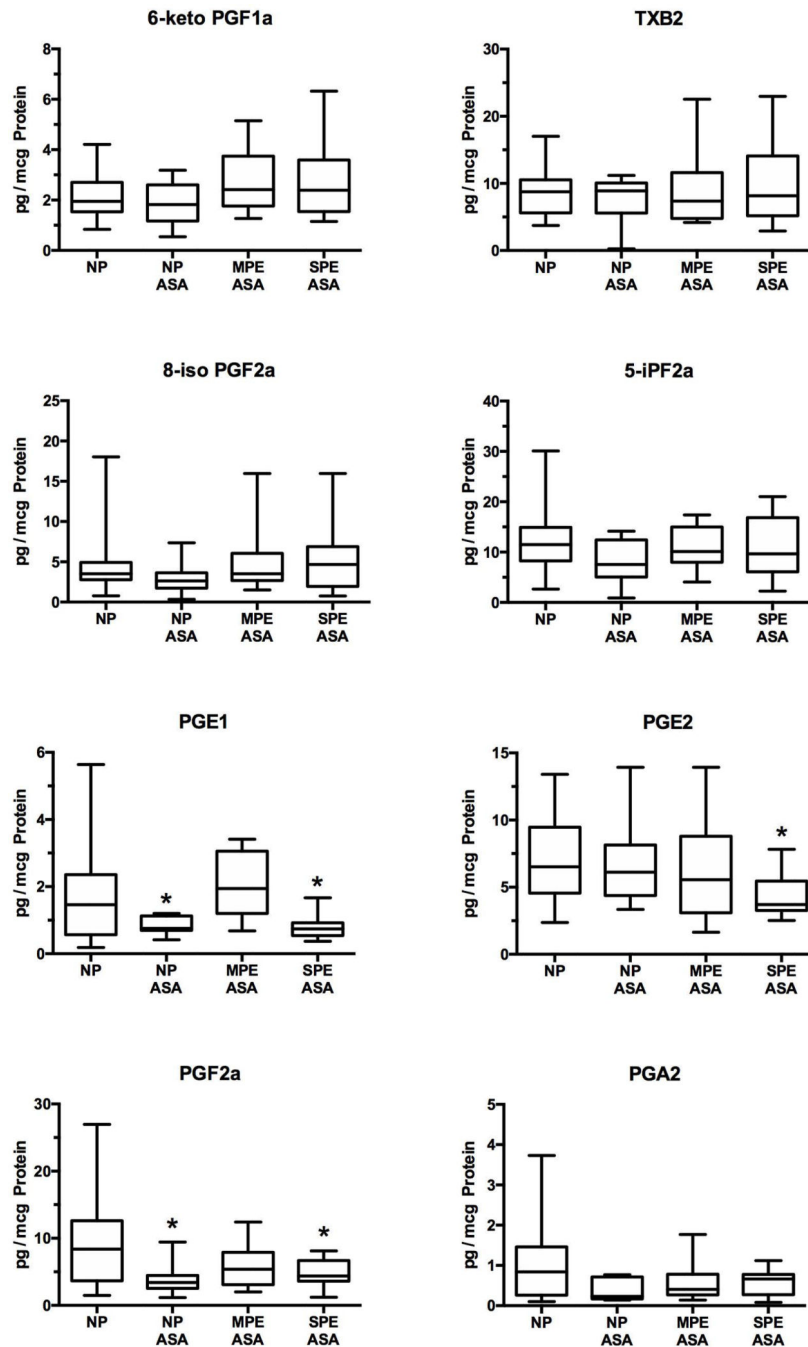 6-keto PGF1a
pg / mcg Protein
8
6
4
2
0
NP
NP ASA
MPE ASA
SPE ASA
TXB2
pg / mcg Protein
30
20
10
0
NP
NP ASA
MPE ASA
SPE ASA
8-iso PGF2a
pg / mcg Protein
25
20
15
10
5
0
NP
NP ASA
MPE ASA
SPE ASA
5-iPF2a
pg / mcg Protein
40
30
20
10
0
NP
NP ASA
MPE ASA
SPE ASA
PGE1
pg / mcg Protein
6
4
2
0
*
*
NP
NP ASA
MPE ASA
SPE ASA
PGE2
pg / mcg Protein
15
10
5
0
*
NP
NP ASA
MPE ASA
SPE ASA
PGF2a
pg / mcg Protein
30
20
10
0
*
*
NP
NP ASA
MPE ASA
SPE ASA
PGA2
pg / mcg Protein
5
4
3
2
1
0
NP
NP ASA
MPE ASA
SPE ASA